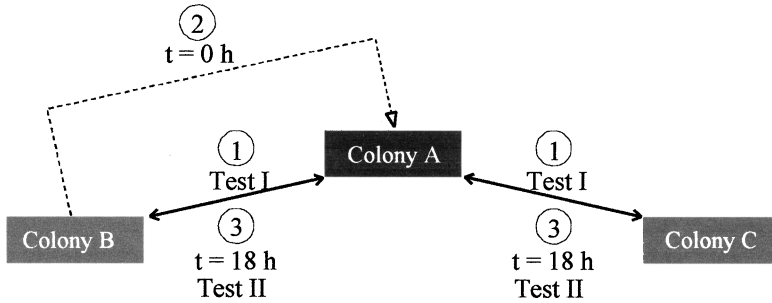 2
t = 0 h
Colony A
1
Test I
1
Test I
Colony B
3
t = 18 h
Test II
3
t = 18 h
Test II
Colony C